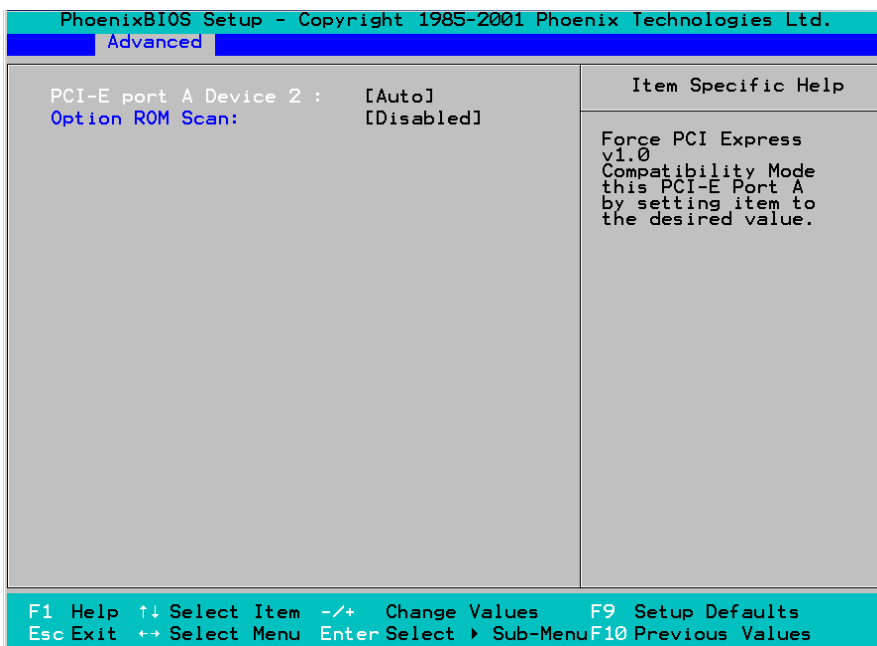 PhoenixBIOS Setup - Copyright 1985-2001 Phoenix Technologies Ltd.
Advanced
PCI-E port A Device 2 : [Auto]
Option ROM Scan: [Disabled]
Item Specific Help
Force PCI Express
v1.0
Compatibility Mode
this PCI-E Port A
by setting item to
the desired value.
F1 Help ↑↓ Select Item -/+ Change Values F9 Setup Defaults
Esc Exit ←→ Select Menu Enter Select ▸ Sub-Menu F10 Previous Values